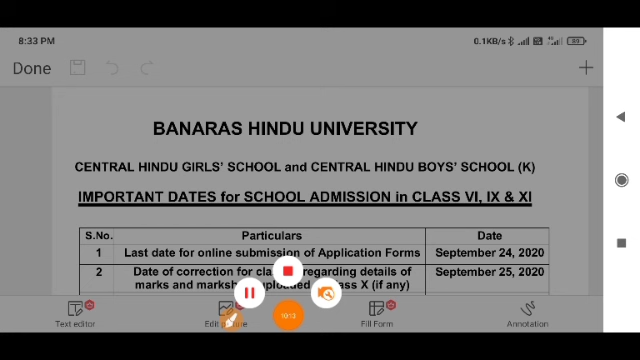 8:33 PM
0.1KB/s
89
Done
BANARAS HINDU UNIVERSITY
CENTRAL HINDU GIRLS' SCHOOL and CENTRAL HINDU BOYS' SCHOOL (K)
IMPORTANT DATES for SCHOOL ADMISSION in CLASS VI, IX & XI
S.No. Particulars Date
1 Last date for online submission of Application Forms September 24, 2020
2 Date of correction for regarding details of September 25, 2020
marks and uploaded Class X (if any)
10:13
Text editor Edit Fill Form Annotation